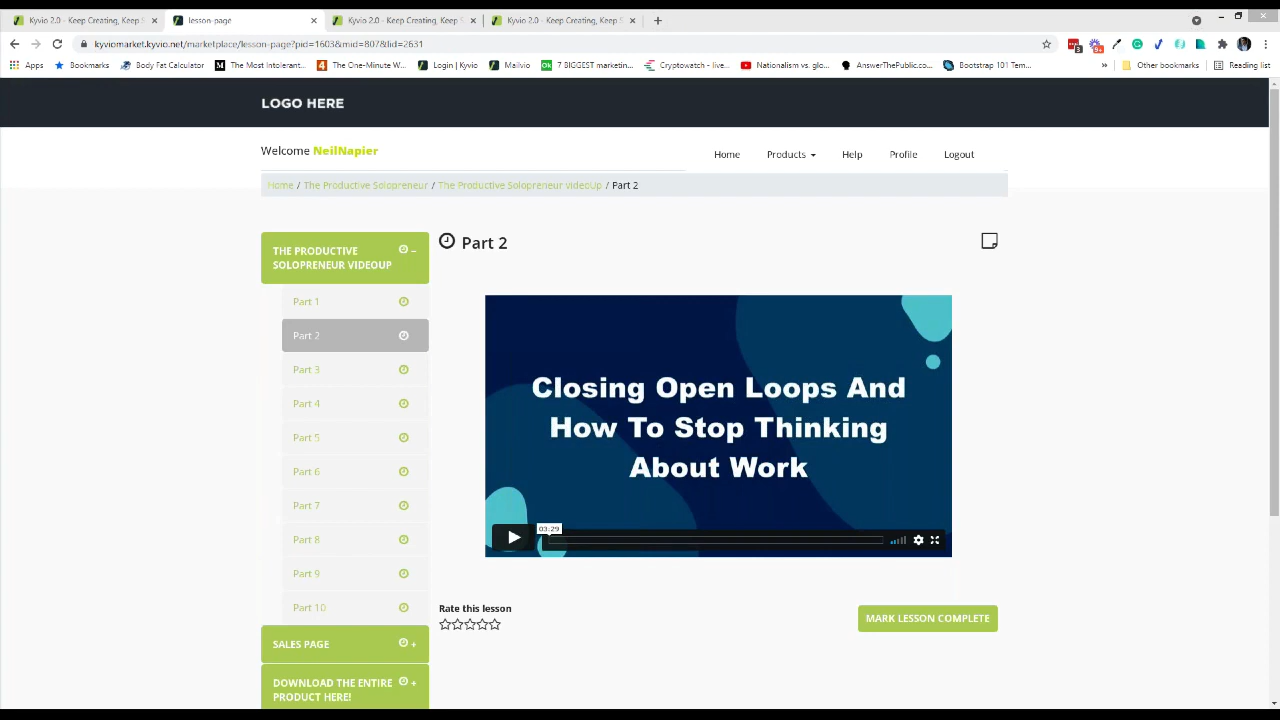 Kyvio 2.0 - Keep Creating, Keep S
lesson-page
Kyvio 2.0 - Keep Creating, Keep S
Kyvio 2.0 - Keep Creating, Keep S
kyviomarket.kyvio.net/marketplace/lesson-page?pid=1603&mid=807&lid=2631
3
9+
Apps
Bookmarks
Body Fat Calculator
The Most Intolerant...
The One-Minute W...
Login | Kyvio
Mailvio
7 BIGGEST marketin...
Cryptowatch - live...
Nationalism vs. glo...
AnswerThePublic.co...
Bootstrap 101 Tem...
»
Other bookmarks
Reading list
LOGO HERE
Welcome NeilNapier
Home
Products
Help
Profile
Logout
Home / The Productive Solopreneur / The Productive Solopreneur videoUp / Part 2
THE PRODUCTIVE
SOLOPRENEUR VIDEOUP
Part 1
Part 2
Part 3
Part 4
Part 5
Part 6
Part 7
Part 8
Part 9
Part 10
SALES PAGE
DOWNLOAD THE ENTIRE
PRODUCT HERE!
Part 2
Closing Open Loops And
How To Stop Thinking
About Work
03:29
Rate this lesson
MARK LESSON COMPLETE